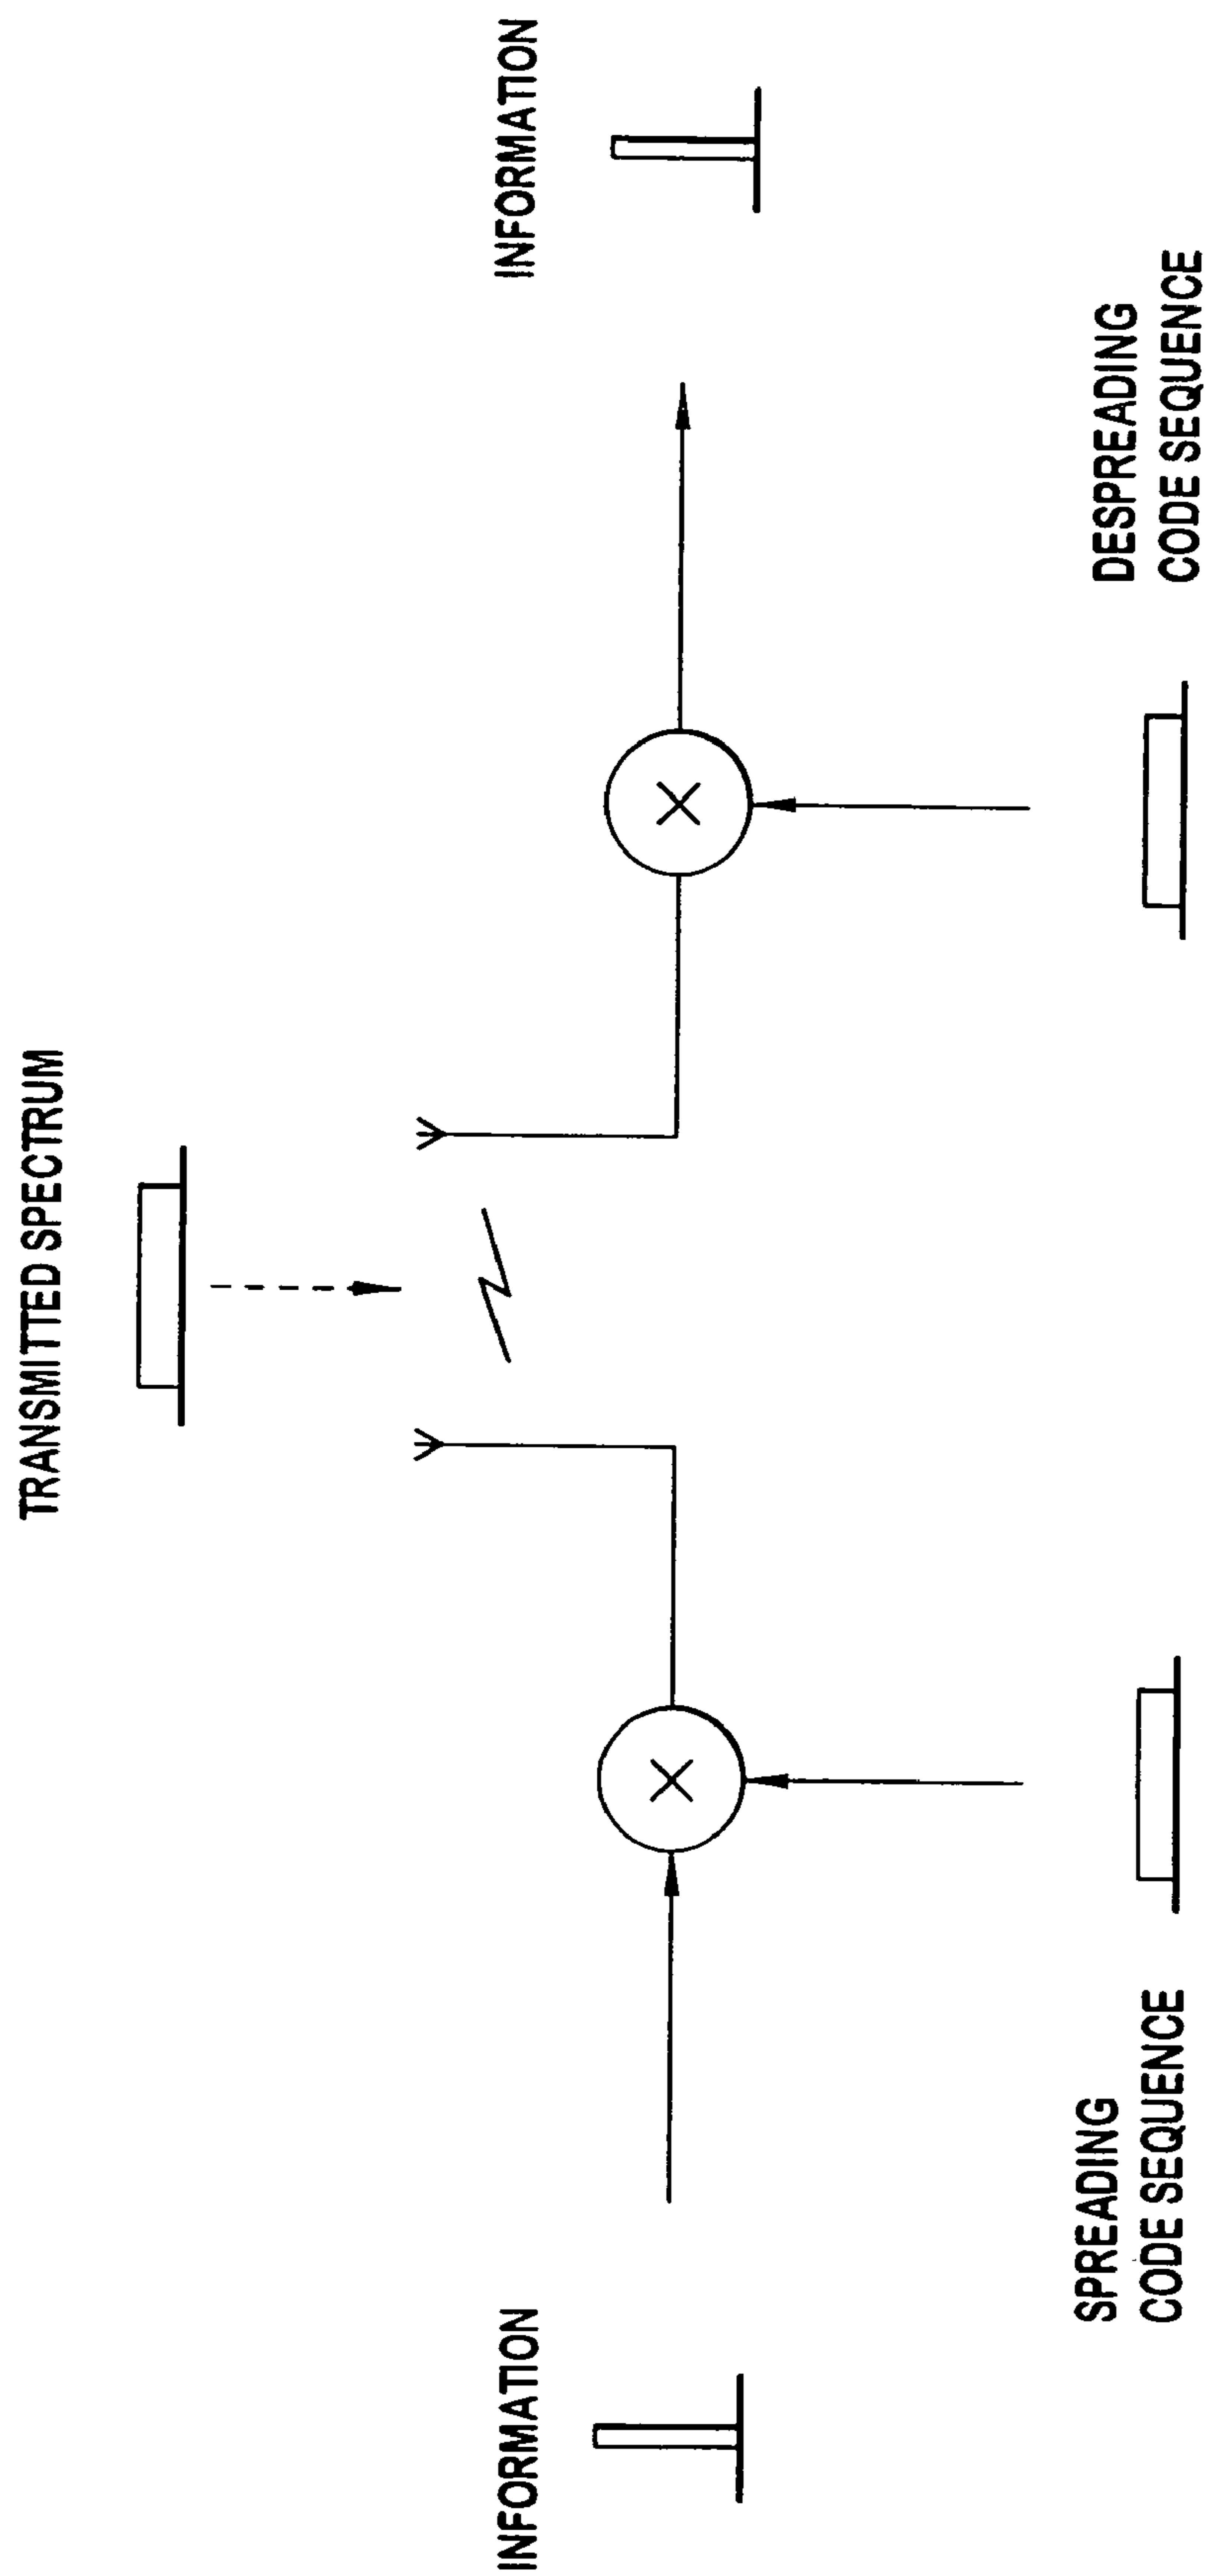 TRANSMITTED SPECTRUM
INFORMATION
INFORMATION
SPREADING
CODE SEQUENCE
DESPREADING
CODE SEQUENCE